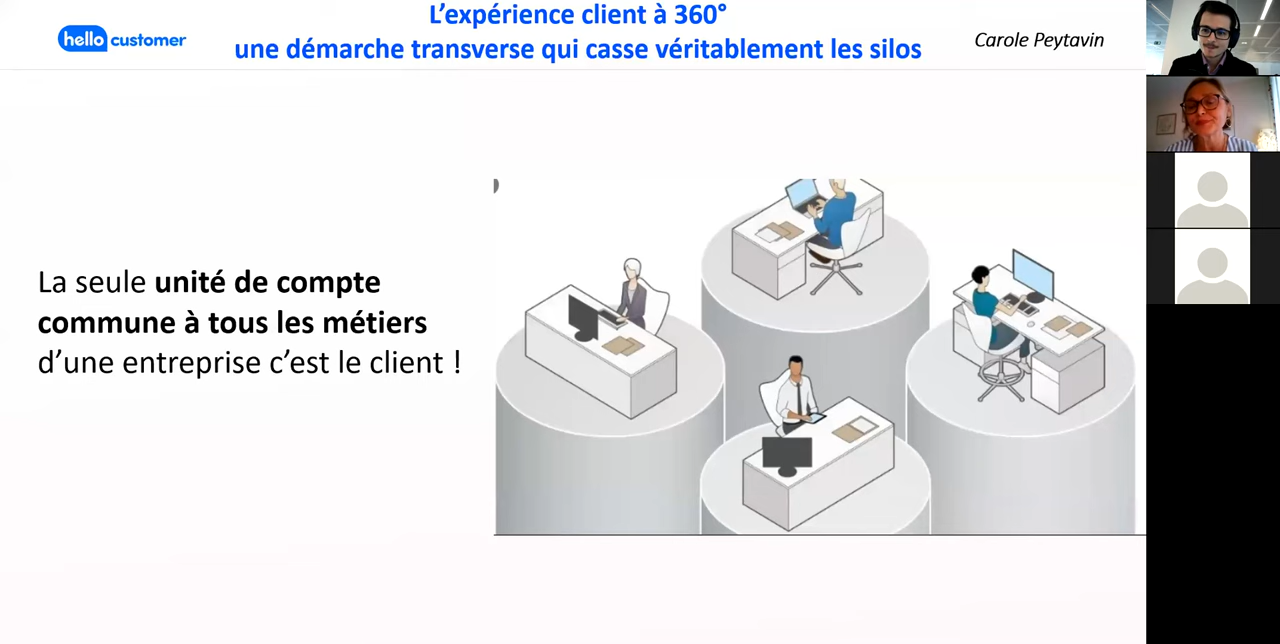 L’expérience client à 360°
hello customer
une démarche transverse qui casse véritablement les silos
Carole Peytavin
La seule unité de compte
commune à tous les métiers
d’une entreprise c’est le client !